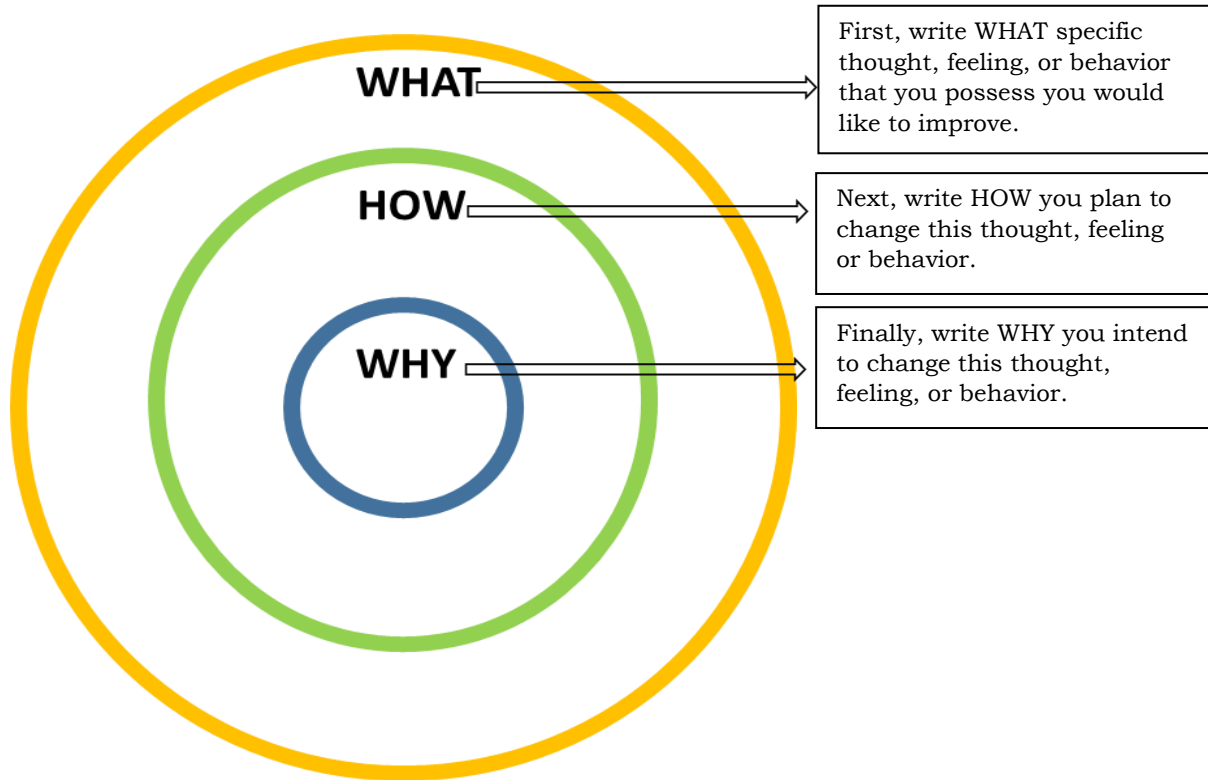 WHAT
First, write WHAT specific
thought, feeling, or behavior
that you possess you would
like to improve.
HOW
Next, write HOW you plan to
change this thought, feeling
or behavior.
WHY
Finally, write WHY you intend
to change this thought,
feeling, or behavior.